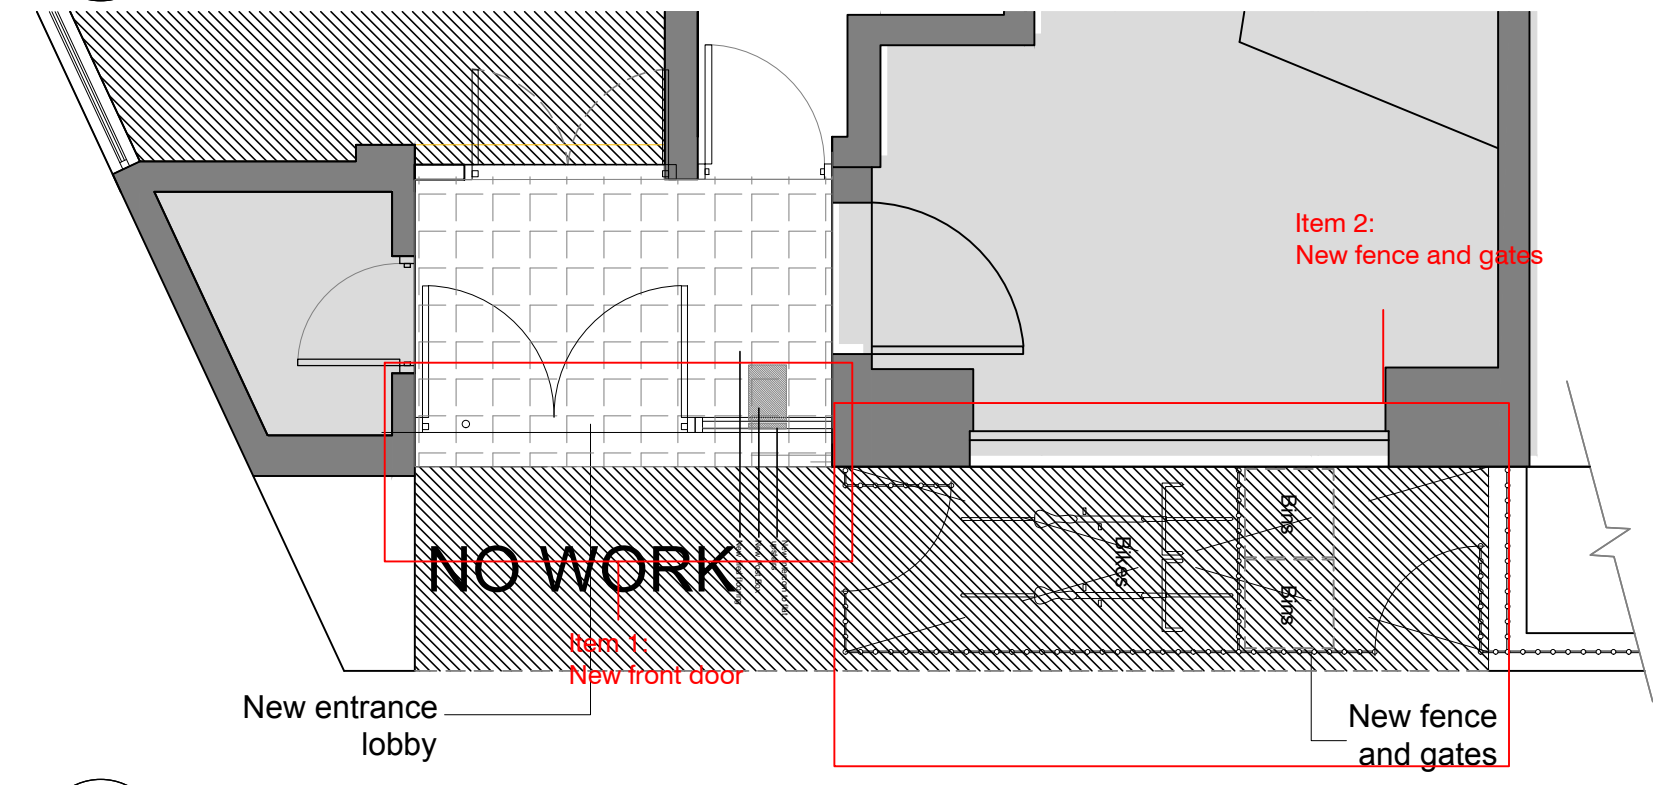 Item 2:
New fence and gates
Bikes
Bins
Bins
NO WORK
Item 1:
New front door
New entrance
lobby
New fence
and gates